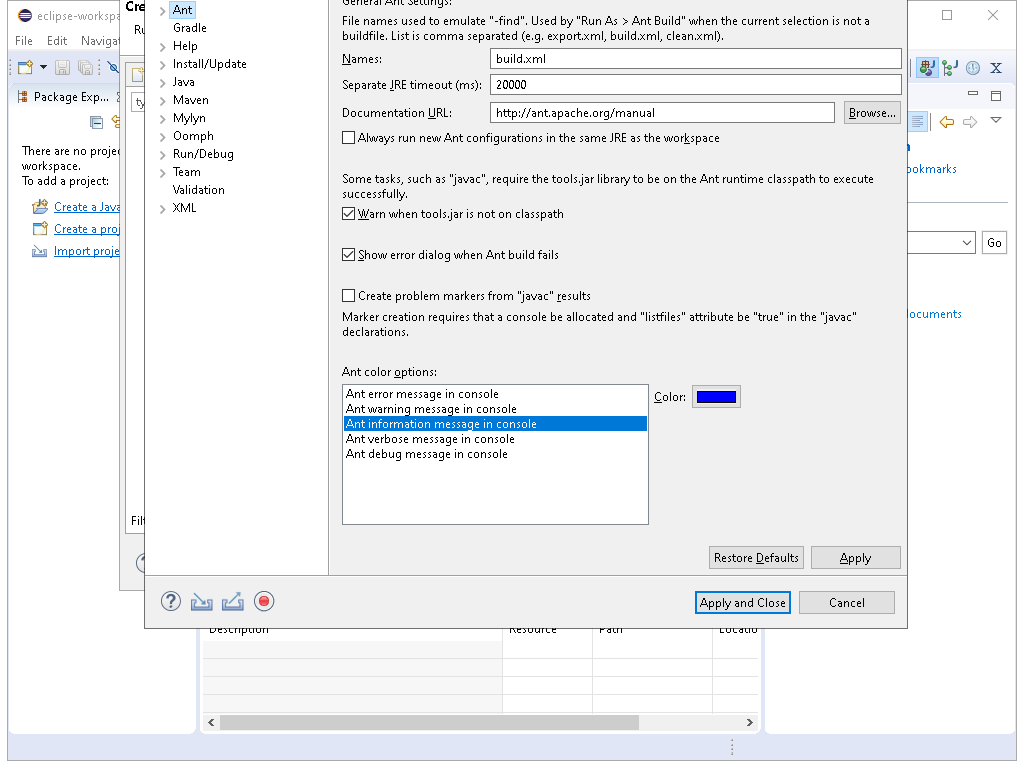 eclipse-workspa
File Edit Navigat
Package Exp...
There are no proje
workspace.
To add a project:
Create a Java
Create a proj
Import proje
Cre
Ru
ty
Filt
Ant
Gradle
Help
Install/Update
Java
Maven
Mylyn
Oomph
Run/Debug
Team
Validation
XML
General Ant Settings:
File names used to emulate "-find". Used by "Run As > Ant Build" when the current selection is not a
buildfile. List is comma separated (e.g. export.xml, build.xml, clean.xml).
Names: build.xml
Separate JRE timeout (ms): 20000
Documentation URL: http://ant.apache.org/manual Browse...
Always run new Ant configurations in the same JRE as the workspace
Some tasks, such as "javac", require the tools.jar library to be on the Ant runtime classpath to execute
successfully.
Warn when tools.jar is not on classpath
Show error dialog when Ant build fails
Create problem markers from "javac" results
Marker creation requires that a console be allocated and "listfiles" attribute be "true" in the "javac"
declarations.
Ant color options:
Ant error message in console
Ant warning message in console
Ant information message in console
Ant verbose message in console
Ant debug message in console
Color:
Restore Defaults Apply
Apply and Close Cancel
ookmarks
Go
ocuments
Description Resource Path Locatio